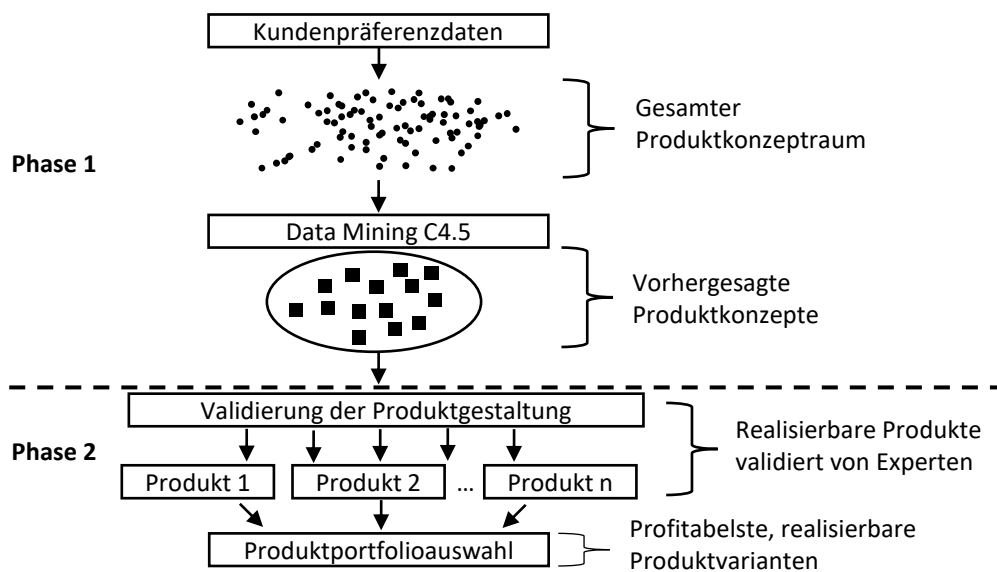 Kundenpräferenzdaten
Gesamter
Produktkonzeptraum
Phase 1
Data Mining C4.5
Vorhergesagte
Produktkonzepte
Validierung der Produktgestaltung
Phase 2
Realisierbare Produkte
validiert von Experten
Produkt 1
Produkt 2
...
Produkt n
Produktportfolioauswahl
Profitabelste, realisierbare
Produktvarianten